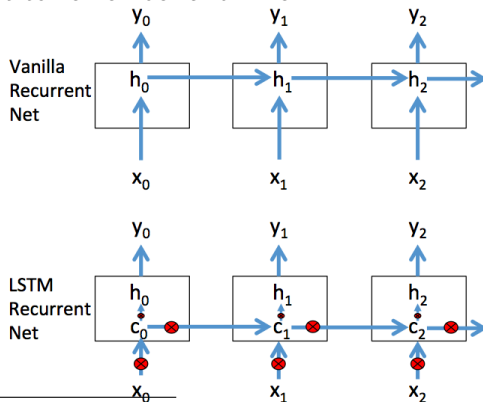 y₀ y₁ y₂
Vanilla
Recurrent
Net
h₀ h₁ h₂
x₀ x₁ x₂
y₀ y₁ y₂
LSTM
Recurrent
Net
h₀ h₁ h₂
c₀ c₁ c₂
x₀ x₁ x₂